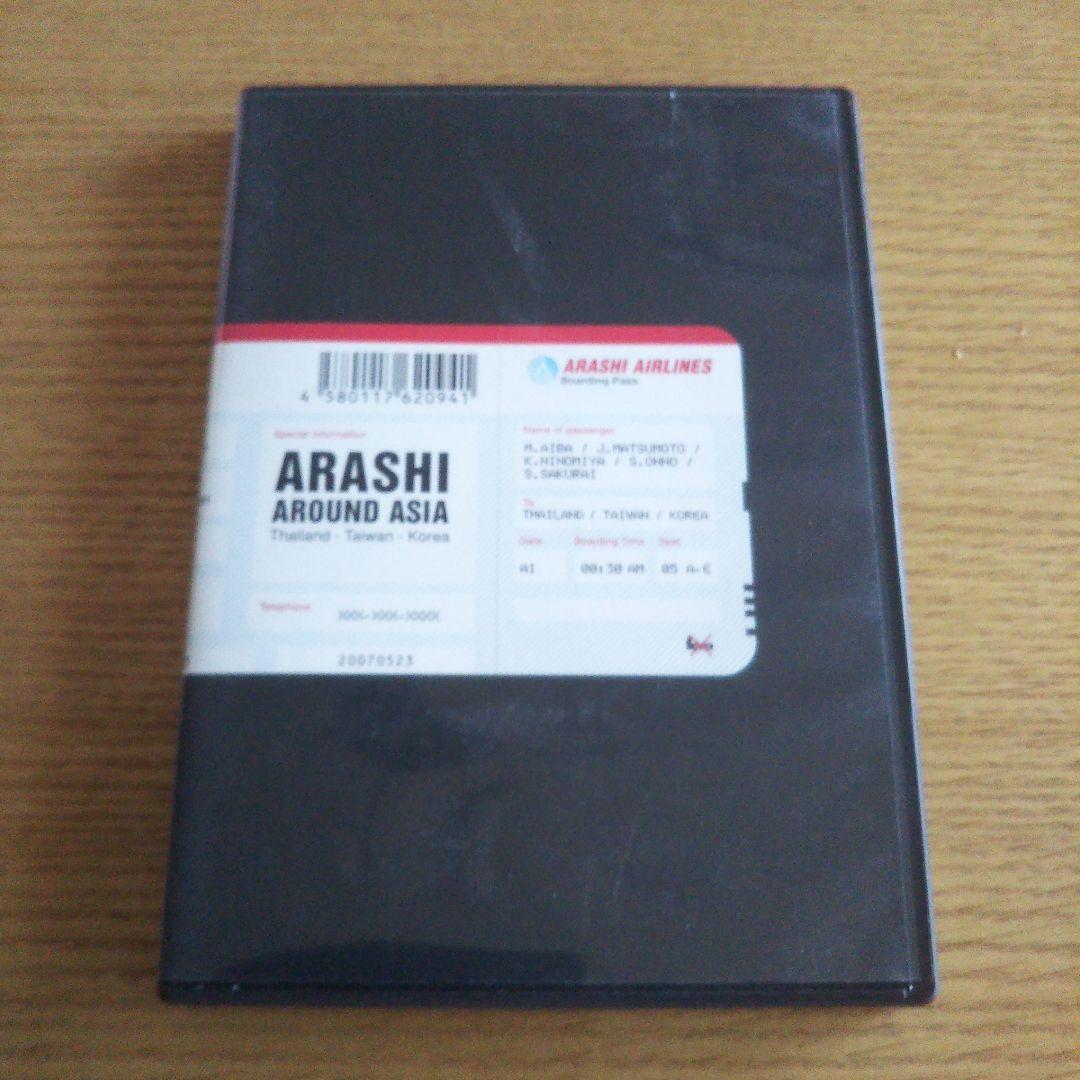 4 580117 620941
ARASHI AIRLINES
Boarding Pass
Special information
ARASHI
AROUND ASIA
Thailand - Taiwan - Korea
Telephone
XXX-XXX-XXXX
20070523
Name of passenger
M.AIBA / J.MATSUMOTO /
K.NINOMIYA / S.OHNO /
S.SAKURAI
To
THAILAND / TAIWAN / KOREA
Date Boarding Time Seat
A1 00:30 AM 05 A-E